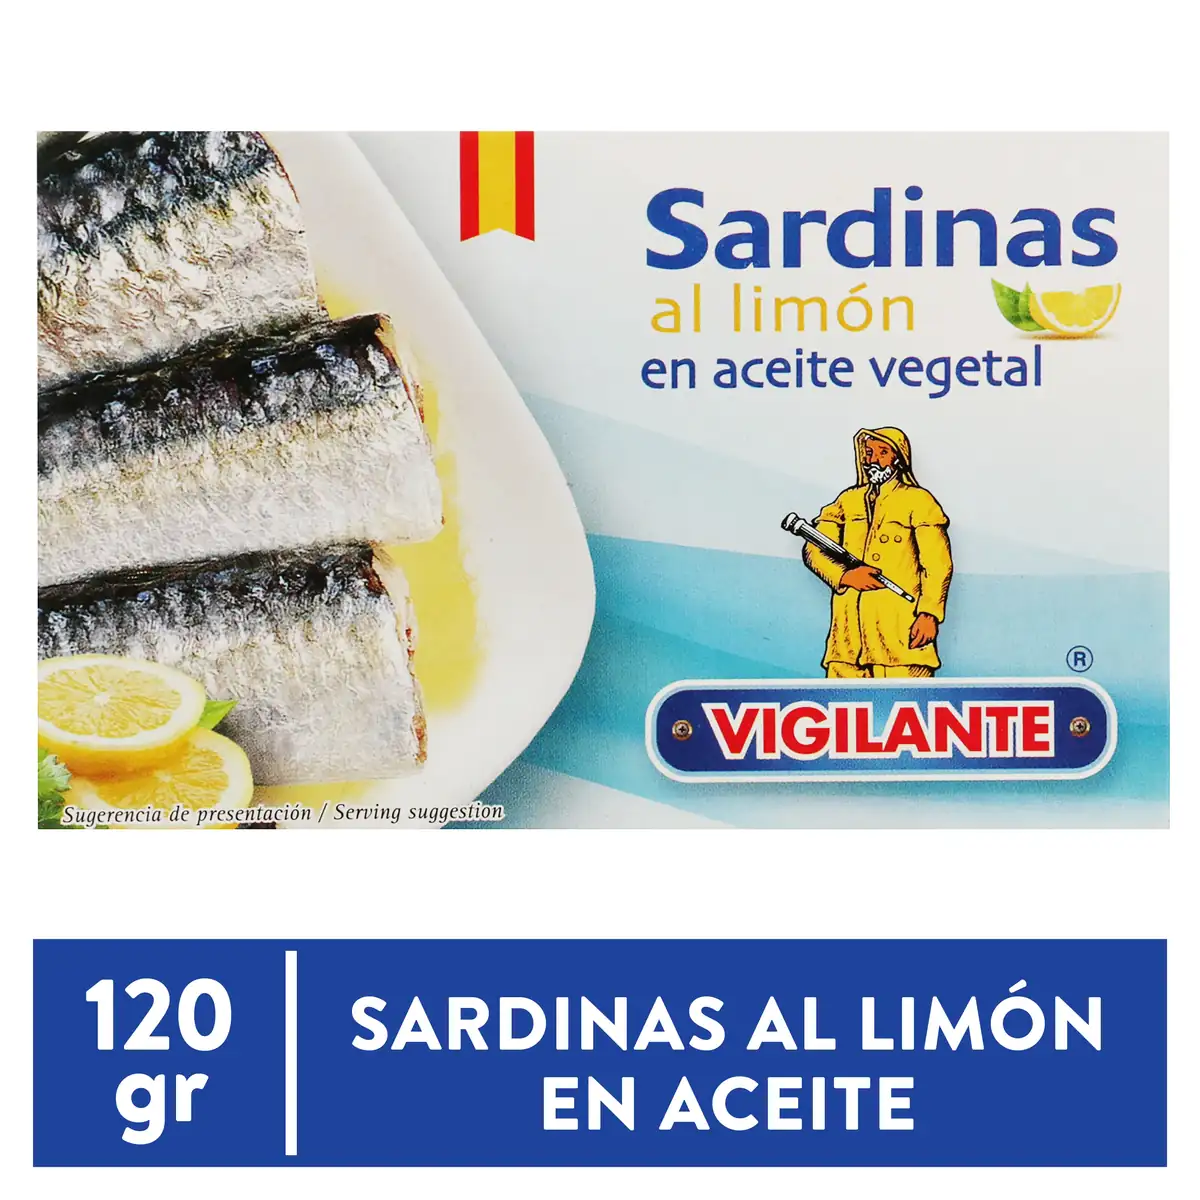 Sardinas
al limón
en aceite vegetal
®
VIGILANTE
Sugerencia de presentación / Serving suggestion
120
gr
SARDINAS AL LIMÓN
EN ACEITE